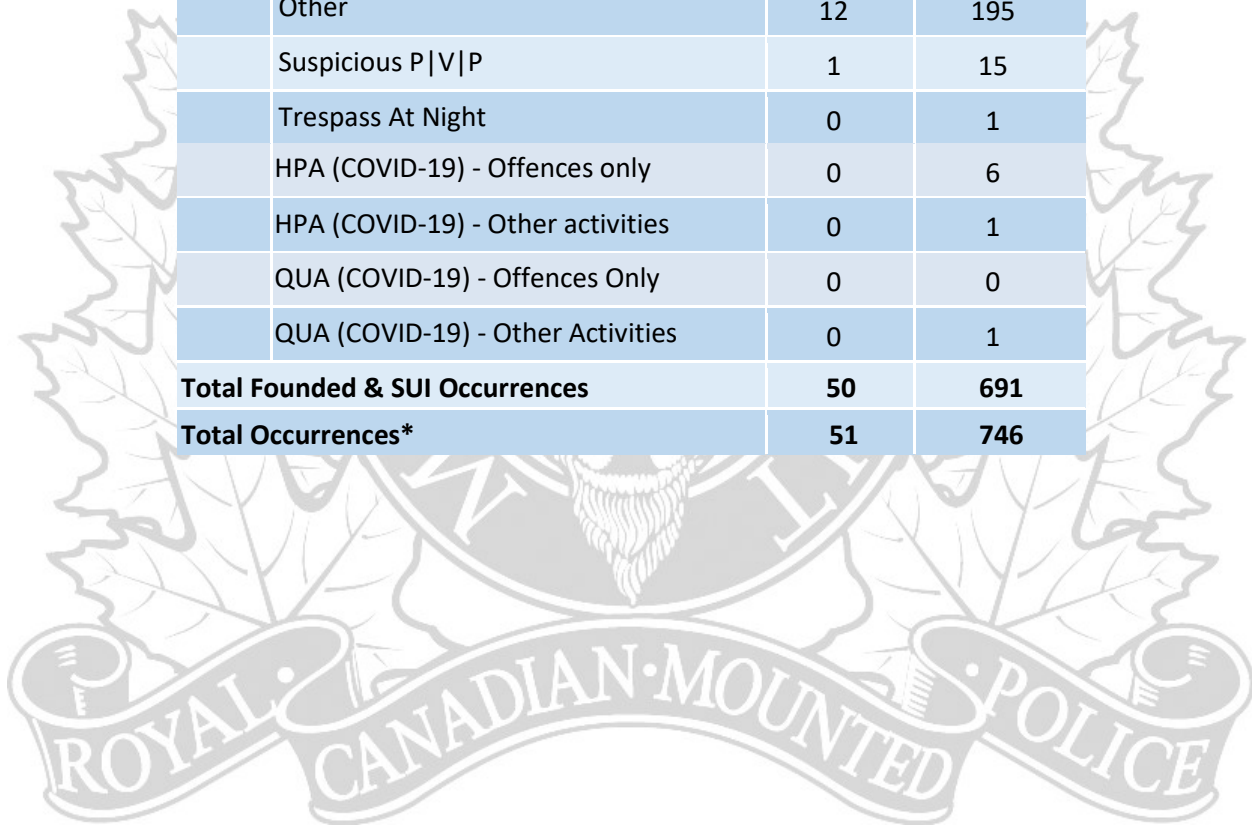 Other 12 195
Suspicious P|V|P 1 15
Trespass At Night 0 1
HPA (COVID-19) - Offences only 0 6
HPA (COVID-19) - Other activities 0 1
QUA (COVID-19) - Offences Only 0 0
QUA (COVID-19) - Other Activities 0 1
Total Founded & SUI Occurrences 50 691
Total Occurrences* 51 746
ROYAL • CANADIAN • MOUNTED • POLICE